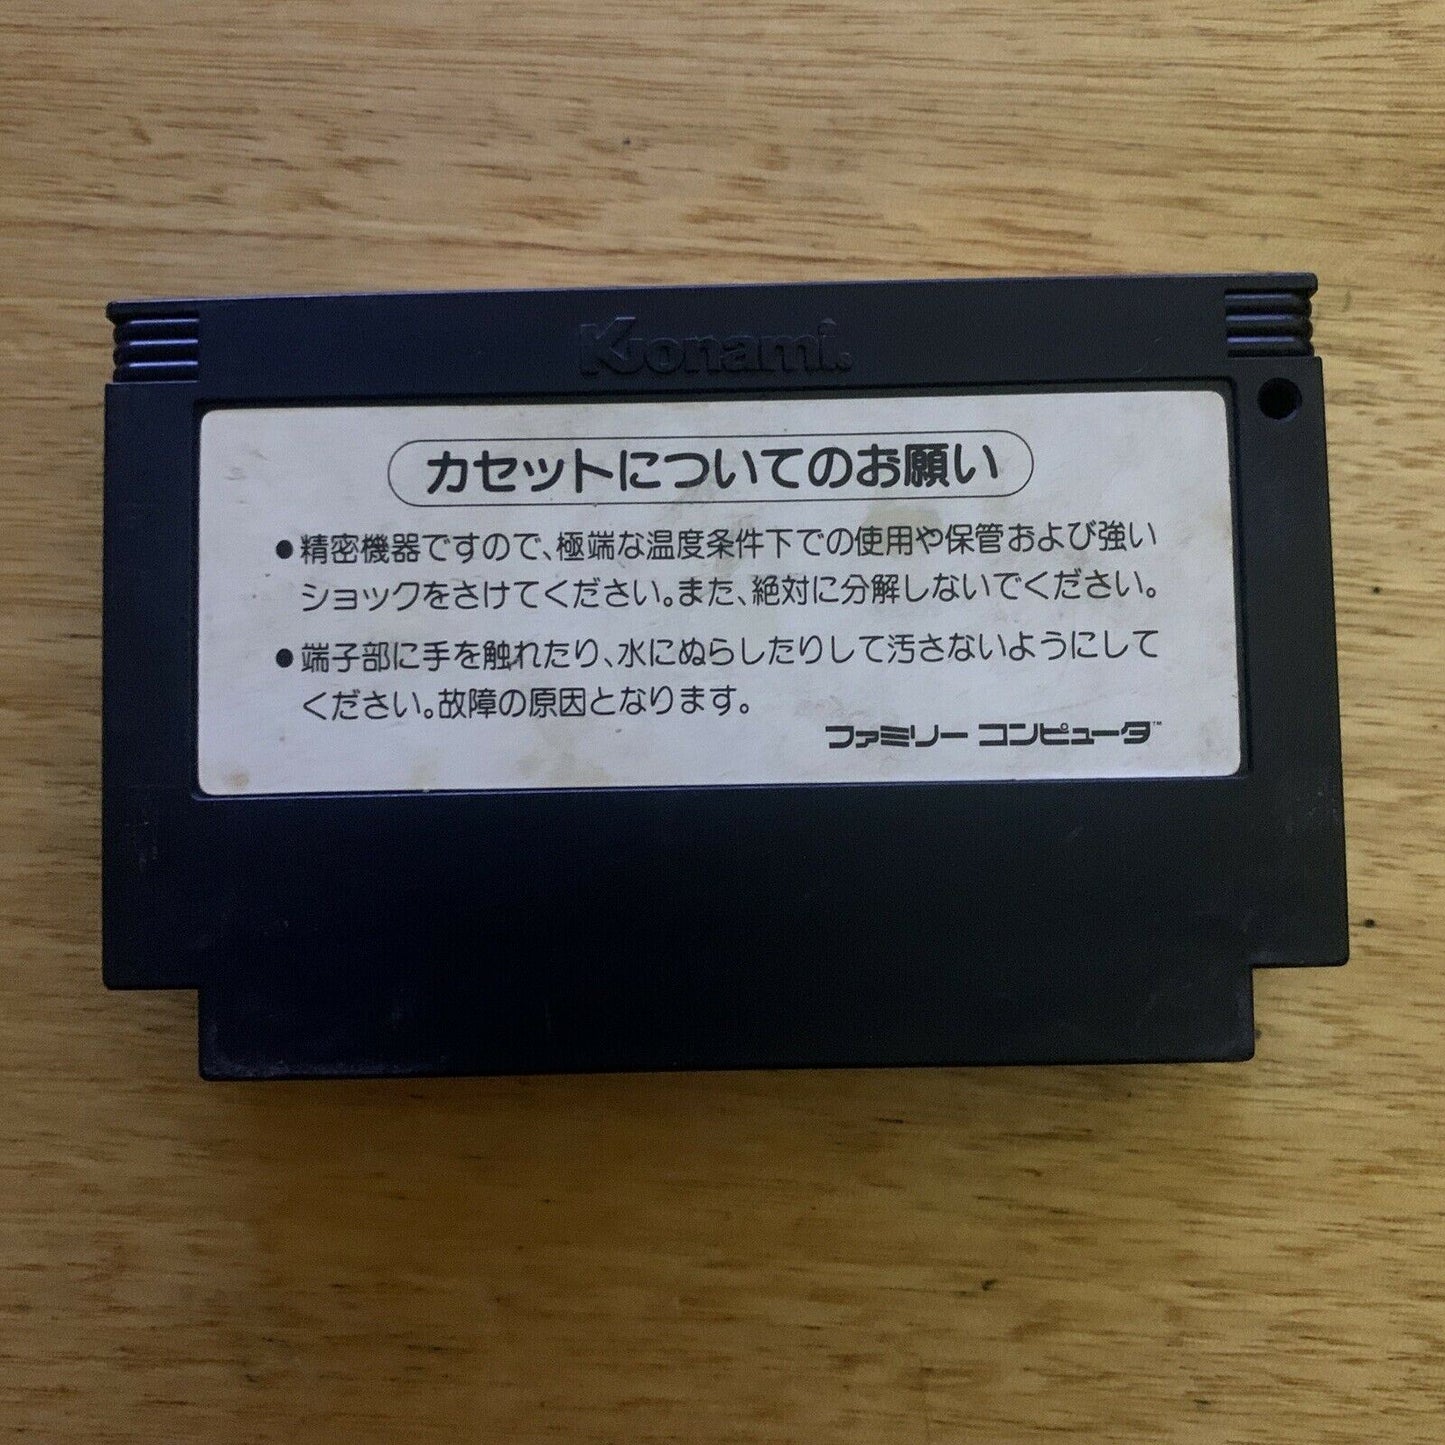 Konami®
カセットについてのお願い
●精密機器ですので、極端な温度条件下での使用や保管および強い
ショックをさけてください。また、絶対に分解しないでください。
●端子部に手を触れたり、水にぬらしたりして汚さないようにして
ください。故障の原因となります。
ファミリー コンピュータ™